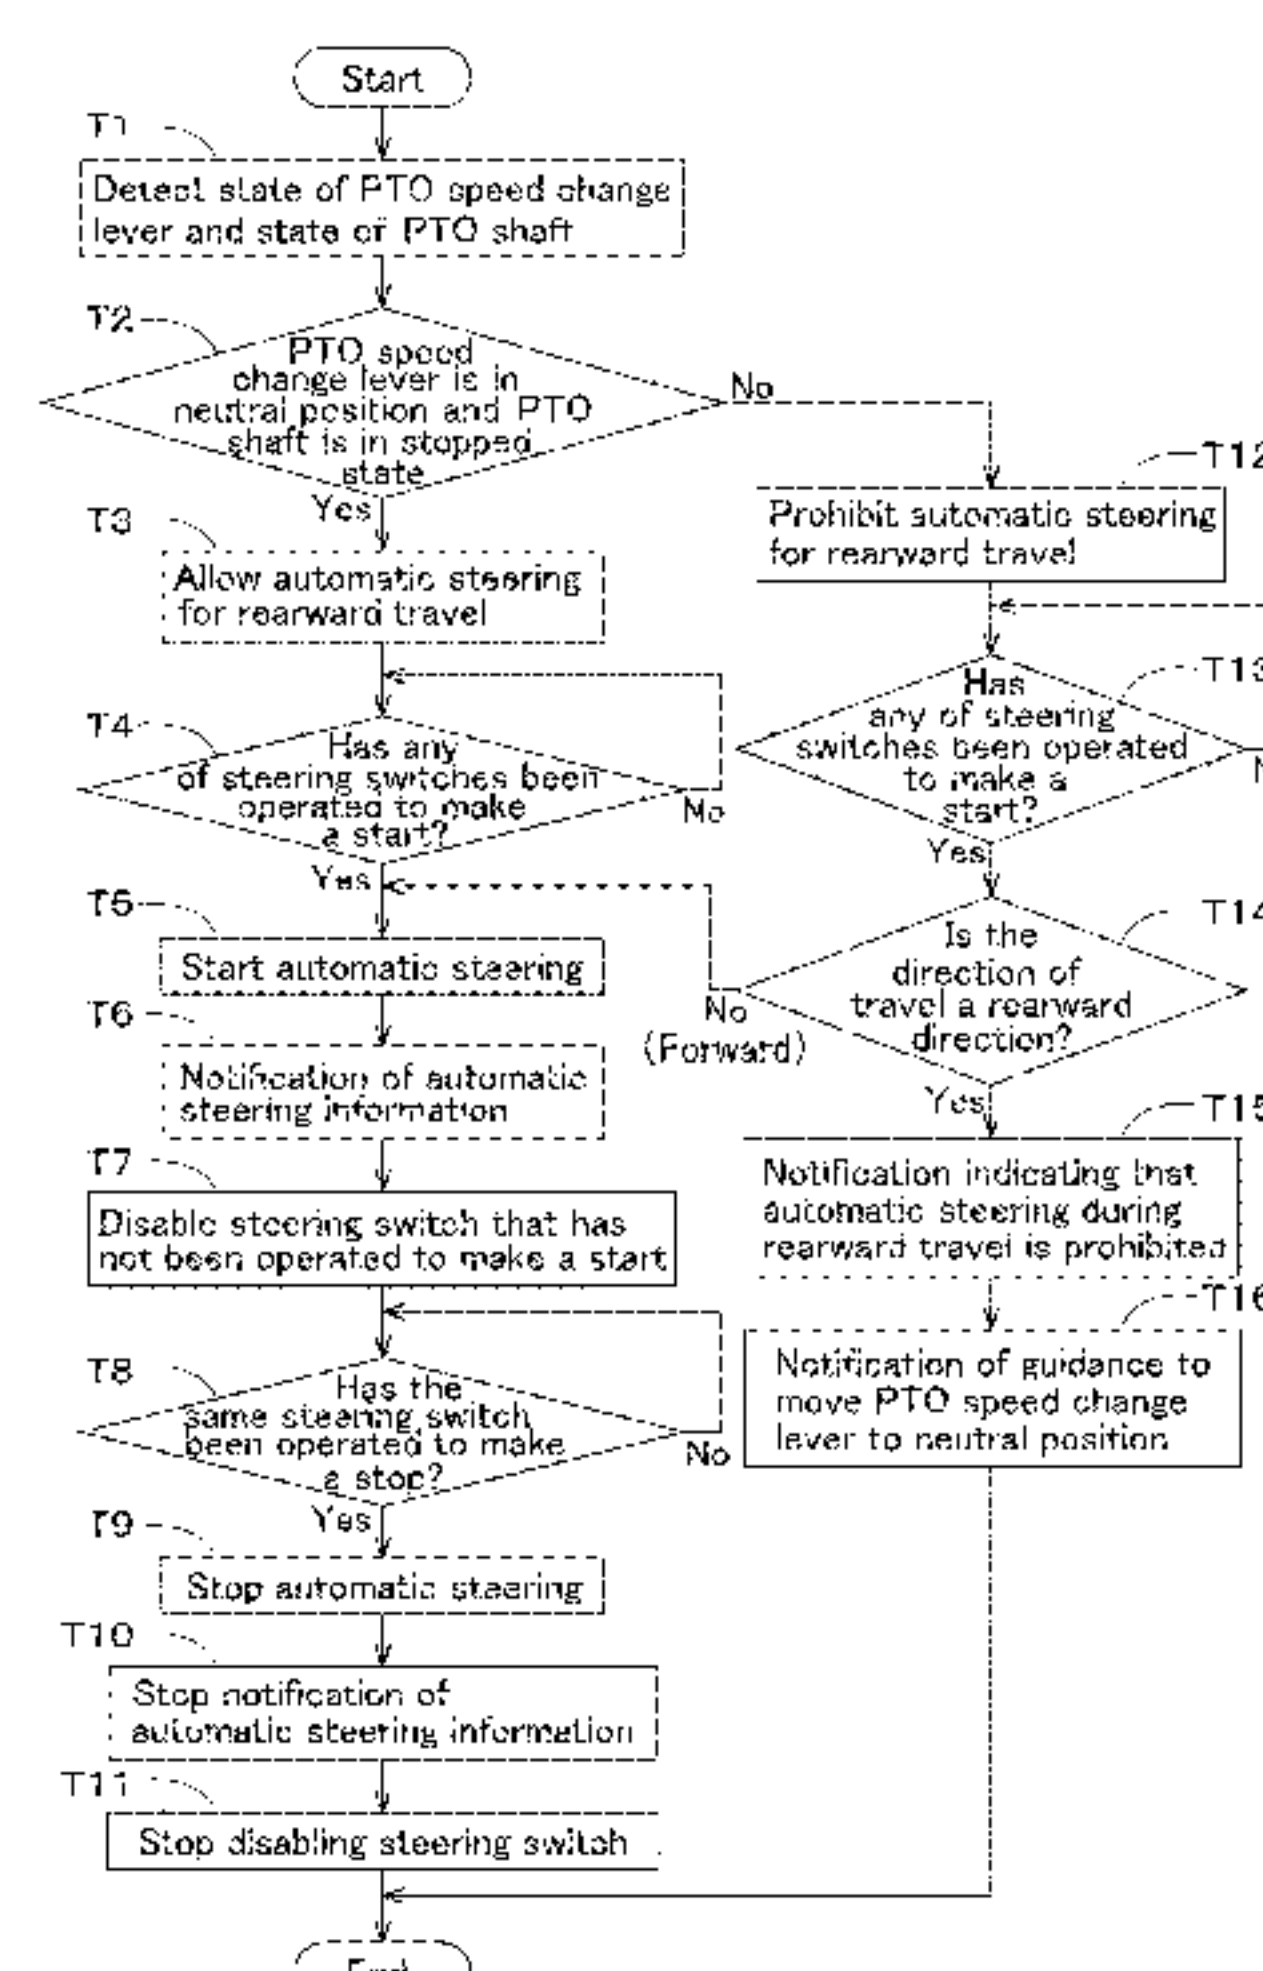 Start
T1
Detect state of PTO speed change
lever and state of PTO shaft
T2
PTO speed
change lever is in
neutral position and PTO
shaft is in stopped
state
No
Yes
T3
Allow automatic steering
for rearward travel
T4
Has any
of steering switches been
operated to make
a start?
No
Yes
T5
Start automatic steering
T6
Notification of automatic
steering information
T7
Disable steering switch that has
not been operated to make a start
T8
Has the
same steering switch
been operated to make
a stop?
No
Yes
T9
Stop automatic steering
T10
Stop notification of
automatic steering information
T11
Stop disabling steering switch
T12
Prohibit automatic steering
for rearward travel
T13
Has
any of steering
switches been operated
to make a
start?
Yes
T14
Is the
direction of
travel a rearward
direction?
No
(Forward)
Yes
T15
Notification indicating that
automatic steering during
rearward travel is prohibited
T16
Notification of guidance to
move PTO speed change
lever to neutral position